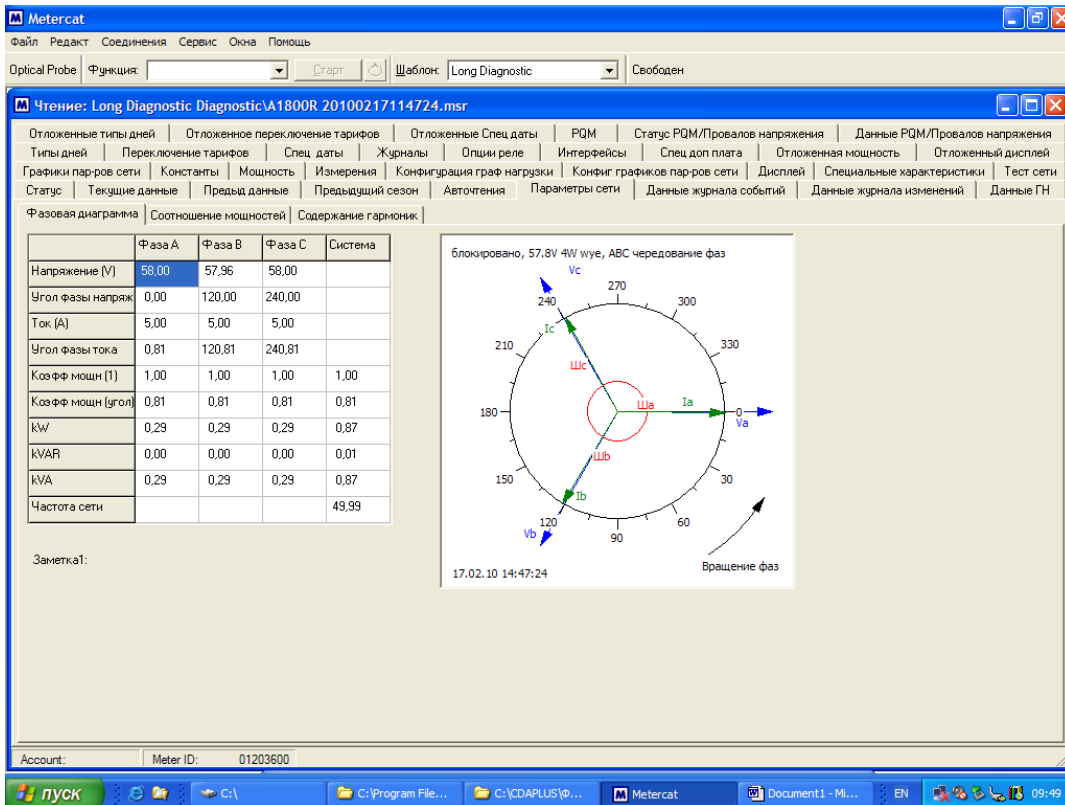 Metercat
Файл Редакт Соединения Сервис Окна Помощь
Optical Probe Функция: Старт Шаблон: Long Diagnostic Свободен
Чтение: Long Diagnostic Diagnostic\A1800R 20100217114724.msr
Отложенные типы дней Отложенное переключение тарифов Отложенные Спец даты PQM Статус PQM/Провалов напряжения Данные PQM/Провалов напряжения
Типы дней Переключение тарифов Спец даты Журналы Опции реле Интерфейсы Спец доп плата Отложенная мощность Отложенный дисплей
Графики пар-ров сети Константы Мощность Измерения Конфигурация граф нагрузки Конфиг графиков пар-ров сети Дисплей Специальные характеристики Тест сети
Статус Текущие данные Предыд данные Предыдущий сезон Авточтения Параметры сети Данные журнала событий Данные журнала изменений Данные ГН
Фазовая диаграмма Соотношение мощностей Содержание гармоник
Фаза А Фаза В Фаза С Система
Напряжение (V) 58,00 57,96 58,00
Угол фазы напряж 0,00 120,00 240,00
Ток (А) 5,00 5,00 5,00
Угол фазы тока 0,81 120,81 240,81
Коэфф мощн (1) 1,00 1,00 1,00 1,00
Коэфф мощн (угол) 0,81 0,81 0,81 0,81
kW 0,29 0,29 0,29 0,87
kVAR 0,00 0,00 0,00 0,01
kVA 0,29 0,29 0,29 0,87
Частота сети 49,99
Заметка1:
блокировано, 57.8V 4W wye, ABC чередование фаз
Vc
270
240 300
Ic
210 330
Шс
Ша Ia
180 0
Va
Шb
150 30
Ib
120 60
Vb 90
Вращение фаз
17.02.10 14:47:24
Account: Meter ID: 01203600
пуск C:\ C:\Program File... C:\CDAPLUS\Ф... Metercat Document1 - Mi... EN 09:49